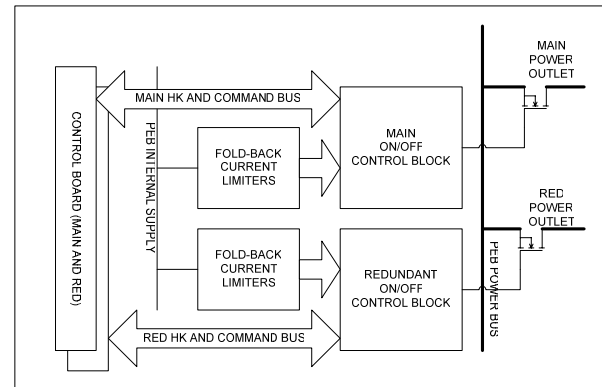 MAIN
POWER
OUTLET
MAIN HK AND COMMAND BUS
CONTROL BOARD (MAIN AND RED)
PEB INTERNAL SUPPLY
FOLD-BACK
CURRENT
LIMITERS
MAIN
ON/OFF
CONTROL BLOCK
RED
POWER
OUTLET
FOLD-BACK
CURRENT
LIMITERS
REDUNDANT
ON/OFF
CONTROL BLOCK
PEB POWER BUS
RED HK AND COMMAND BUS